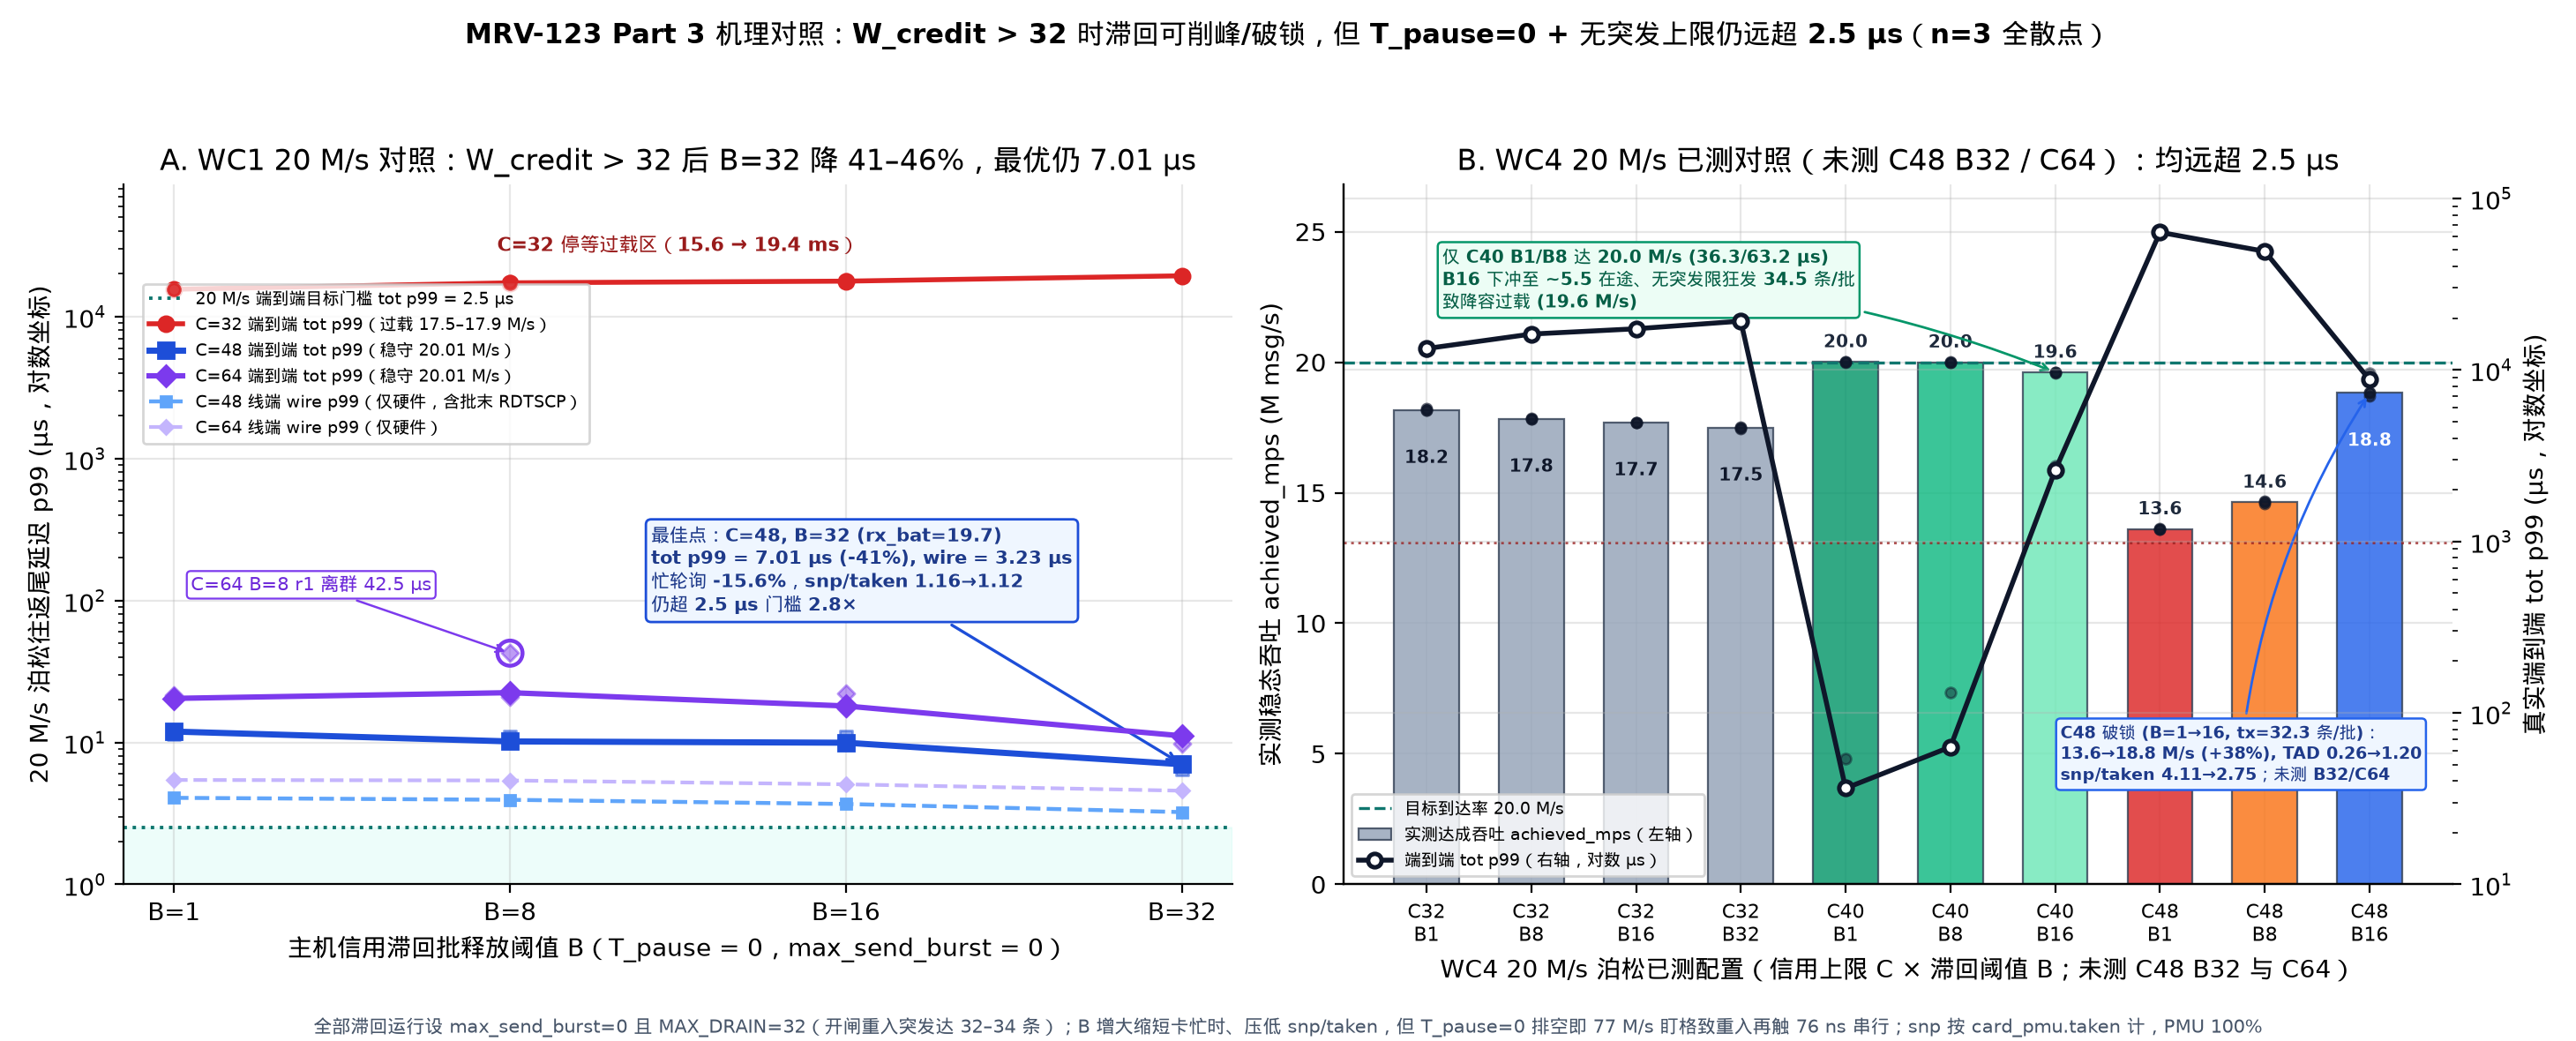 MRV-123 Part 3 机理对照：W_credit > 32 时滞回可削峰/破锁，但 T_pause=0 + 无突发上限仍远超 2.5 μs（n=3 全散点）
A. WC1 20 M/s 对照：W_credit > 32 后 B=32 降 41–46%，最优仍 7.01 μs
20 M/s 泊松往返尾延迟 p99 (μs，对数坐标)
10⁴
10³
10²
10¹
10⁰
C=32 停等过载区（15.6 → 19.4 ms）
20 M/s 端到端目标门槛 tot p99 = 2.5 μs
C=32 端到端 tot p99（过载 17.5–17.9 M/s）
C=48 端到端 tot p99（稳守 20.01 M/s）
C=64 端到端 tot p99（稳守 20.01 M/s）
C=48 线端 wire p99（仅硬件，含批末 RDTSCP）
C=64 线端 wire p99（仅硬件）
最佳点：C=48, B=32 (rx_bat=19.7)
tot p99 = 7.01 μs (-41%), wire = 3.23 μs
忙轮询 -15.6%，snp/taken 1.16→1.12
仍超 2.5 μs 门槛 2.8×
C=64 B=8 r1 离群 42.5 μs
B=1
B=8
B=16
B=32
主机信用滞回批释放阈值 B（T_pause = 0，max_send_burst = 0）
B. WC4 20 M/s 已测对照（未测 C48 B32 / C64）：均远超 2.5 μs
实测稳态吞吐 achieved_mps (M msg/s)
25
20
15
10
5
0
仅 C40 B1/B8 达 20.0 M/s (36.3/63.2 μs)
B16 下冲至 ~5.5 在途、无突发限狂发 34.5 条/批
致降容过载 (19.6 M/s)
18.2
17.8
17.7
17.5
20.0
20.0
19.6
13.6
14.6
18.8
C48 破锁 (B=1→16, tx=32.3 条/批)：
13.6→18.8 M/s (+38%), TAD 0.26→1.20
snp/taken 4.11→2.75；未测 B32/C64
目标到达率 20.0 M/s
实测达成吞吐 achieved_mps（左轴）
端到端 tot p99（右轴，对数 μs）
10⁵
10⁴
10³
10²
10¹
真实端到端 tot p99 (μs，对数坐标)
C32 B1
C32 B8
C32 B16
C32 B32
C40 B1
C40 B8
C40 B16
C48 B1
C48 B8
C48 B16
WC4 20 M/s 泊松已测配置（信用上限 C × 滞回阈值 B；未测 C48 B32 与 C64）
全部滞回运行设 max_send_burst=0 且 MAX_DRAIN=32（开闸重入突发达 32–34 条）；B 增大缩短卡忙时、压低 snp/taken，但 T_pause=0 排空即 77 M/s 盯格致重入再触 76 ns 串行；snp 按 card_pmu.taken 计，PMU 100%